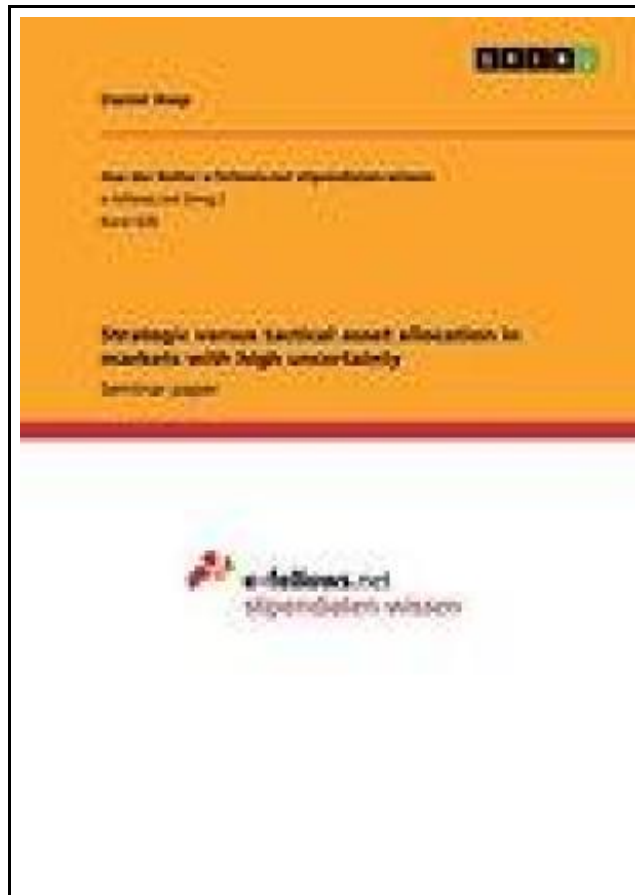 GRIN
Daniel
Aus der Reihe: e-fellows.net stipendiaten-wissen
e-fellows.net (Hrsg.)
Band
Strategic versus tactical asset allocation in
markets with high uncertainty
Seminar paper
e-fellows.net
stipendiaten wissen